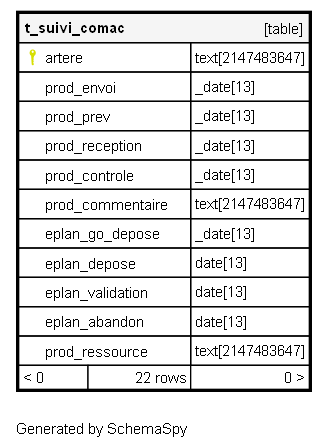 t_suivi_comac [table]
artere text[2147483647]
prod_envoi _date[13]
prod_prev _date[13]
prod_reception _date[13]
prod_controle _date[13]
prod_commentaire text[2147483647]
eplan_go_depose _date[13]
eplan_depose date[13]
eplan_validation date[13]
eplan_abandon date[13]
prod_ressource text[2147483647]
< 0 22 rows 0 >
Generated by SchemaSpy